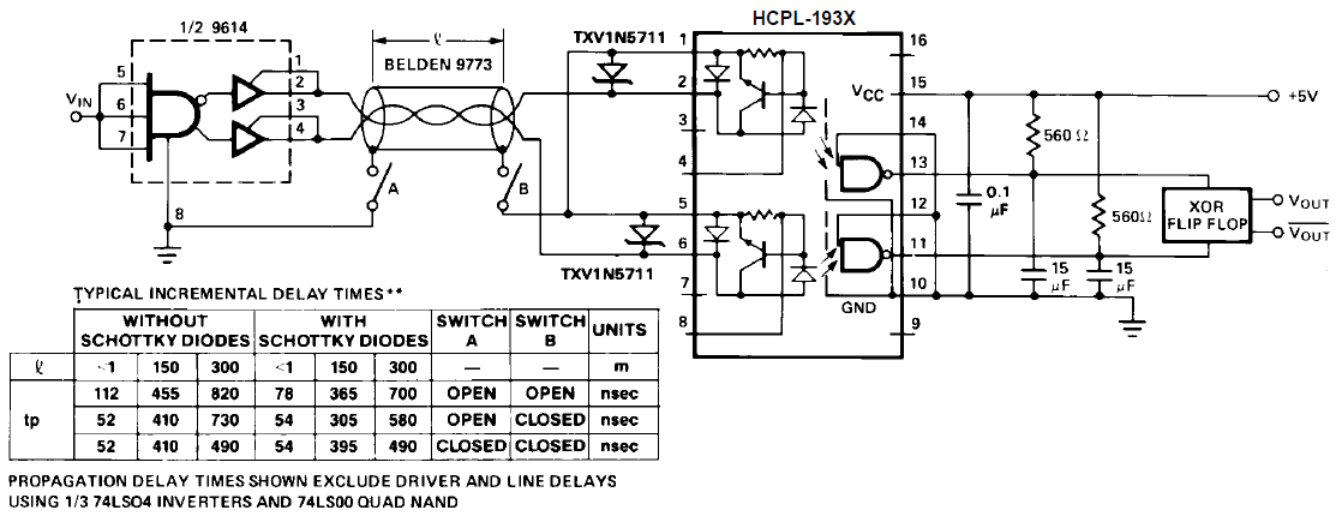 HCPL-193X
1/2 9614
ℓ
BELDEN 9773
TXV1N5711
VIN
5
6
7
1
2
3
4
8
A
B
TXV1N5711
1
2
3
4
5
6
7
8
16
VCC 15
14
13
12
11
10
GND
9
+5V
560 Ω
560Ω
0.1 μF
15 μF
15 μF
XOR
FLIP FLOP
VOUT
V̅O̅U̅T̅
TYPICAL INCREMENTAL DELAY TIMES**
WITHOUT SCHOTTKY DIODES WITH SCHOTTKY DIODES SWITCH A SWITCH B UNITS
ℓ <1 150 300 <1 150 300 — — m
tp 112 455 820 78 365 700 OPEN OPEN nsec
52 410 730 54 305 580 OPEN CLOSED nsec
52 410 490 54 395 490 CLOSED CLOSED nsec
PROPAGATION DELAY TIMES SHOWN EXCLUDE DRIVER AND LINE DELAYS
USING 1/3 74LSO4 INVERTERS AND 74LS00 QUAD NAND